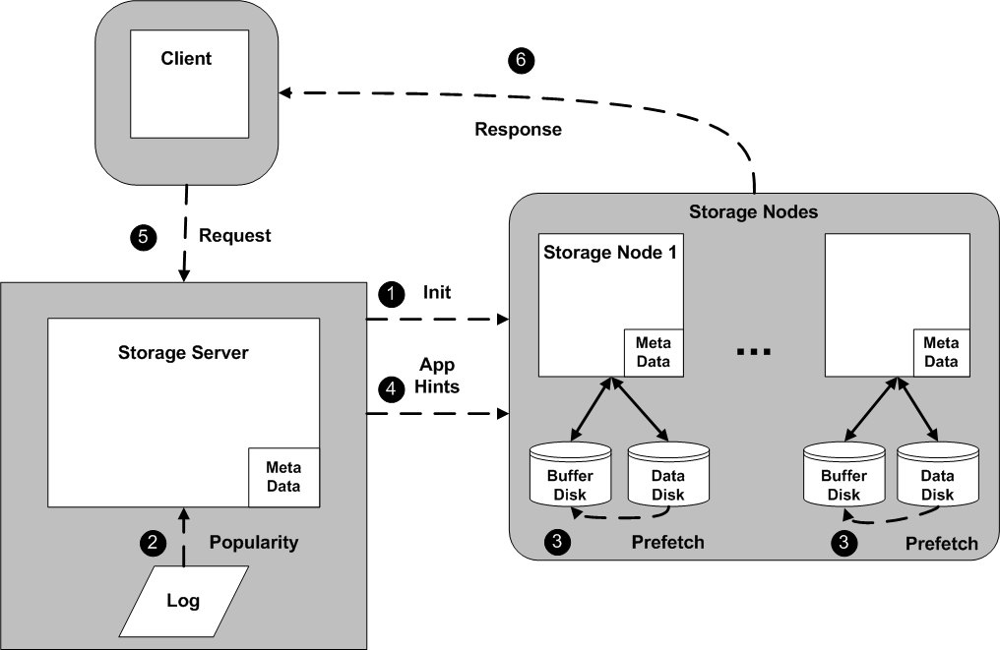 Client
6
Response
Storage Nodes
5
Request
Storage Node 1
1
Init
Meta
Data
...
Meta
Data
Storage Server
4
App
Hints
Meta
Data
Buffer
Disk
Data
Disk
Buffer
Disk
Data
Disk
2
Popularity
3
Prefetch
3
Prefetch
Log